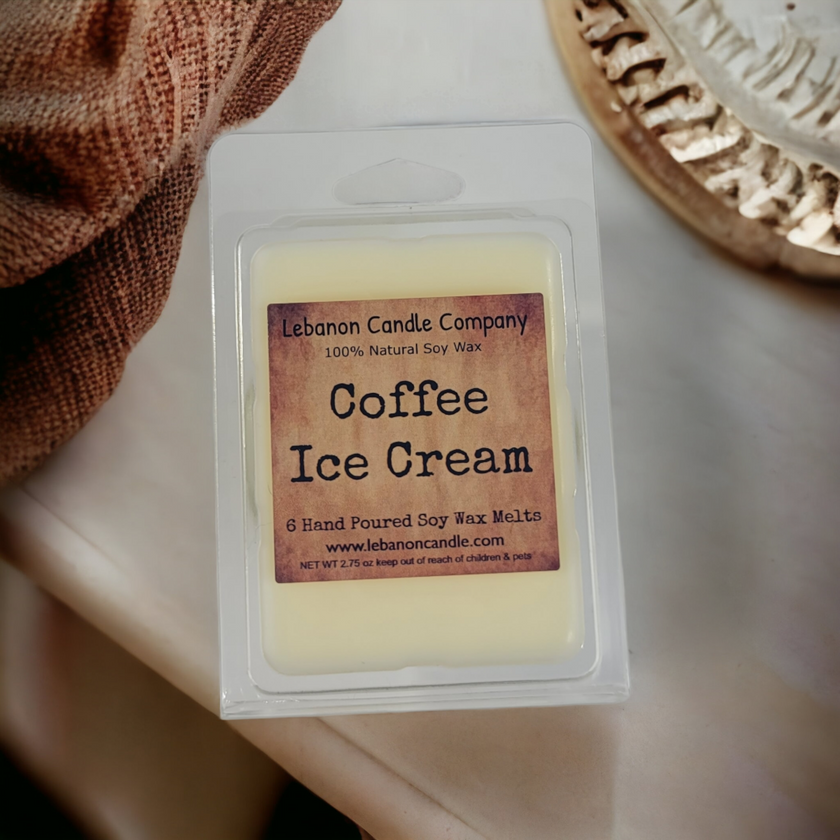 Lebanon Candle Company
100% Natural Soy Wax
Coffee
Ice Cream
6 Hand Poured Soy Wax Melts
www.lebanoncandle.com
NET WT 2.75 oz keep out of reach of children & pets